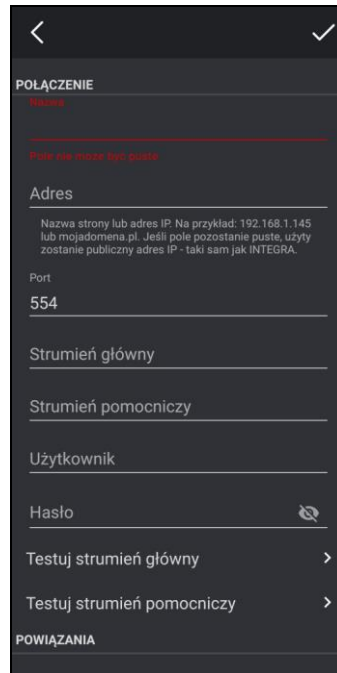 POŁĄCZENIE
Nazwa
Pole nie może być puste
Adres
Nazwa strony lub adres IP. Na przykład: 192.168.1.145
lub mojadomena.pl. Jeśli pole pozostanie puste, użyty
zostanie publiczny adres IP - taki sam jak INTEGRA.
Port
554
Strumień główny
Strumień pomocniczy
Użytkownik
Hasło
Testuj strumień główny
Testuj strumień pomocniczy
POWIĄZANIA